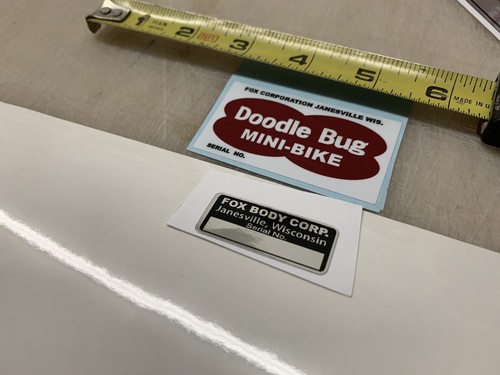 1 2 3 4 5 6
MADE IN U
FOX CORPORATION JANESVILLE WIS.
Doodle Bug
MINI-BIKE
SERIAL NO.
FOX BODY CORP.
Janesville, Wisconsin
Serial No.